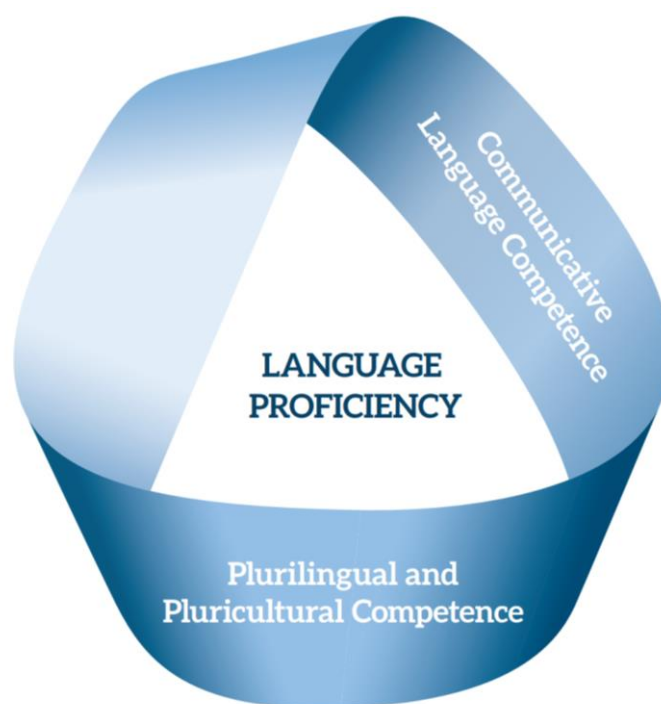 Communicative
Language Competence
LANGUAGE
PROFICIENCY
Plurilingual and
Pluricultural Competence